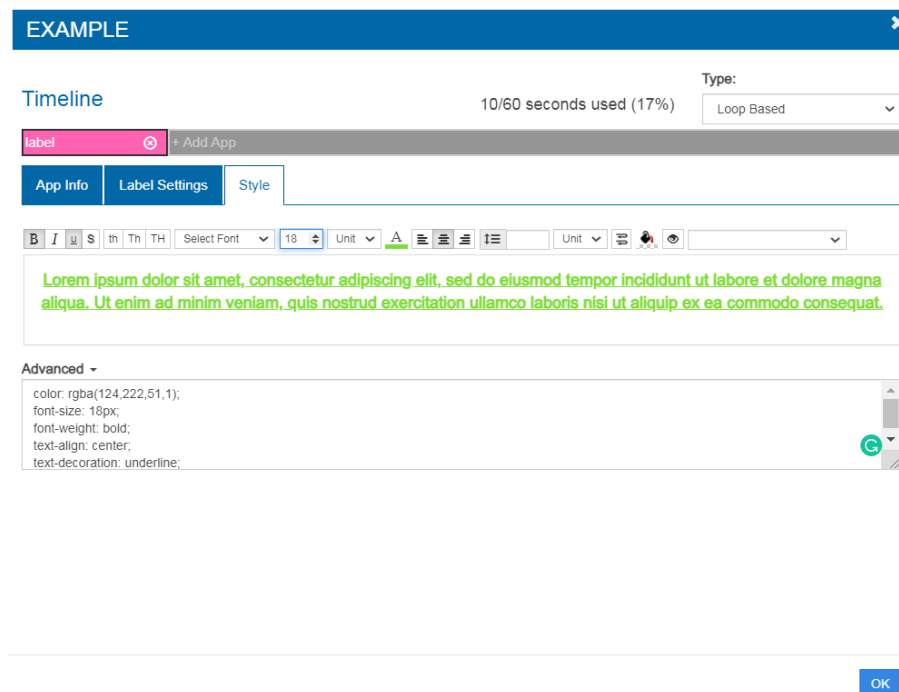 EXAMPLE
Type:
Timeline
10/60 seconds used (17%)
Loop Based
label
+ Add App
App Info Label Settings Style
B I u S th Th TH Select Font 18 Unit A Unit
Lorem ipsum dolor sit amet, consectetur adipiscing elit, sed do eiusmod tempor incididunt ut labore et dolore magna
aliqua. Ut enim ad minim veniam, quis nostrud exercitation ullamco laboris nisi ut aliquip ex ea commodo consequat.
Advanced
color: rgba(124,222,51,1);
font-size: 18px;
font-weight: bold;
text-align: center;
text-decoration: underline;
OK